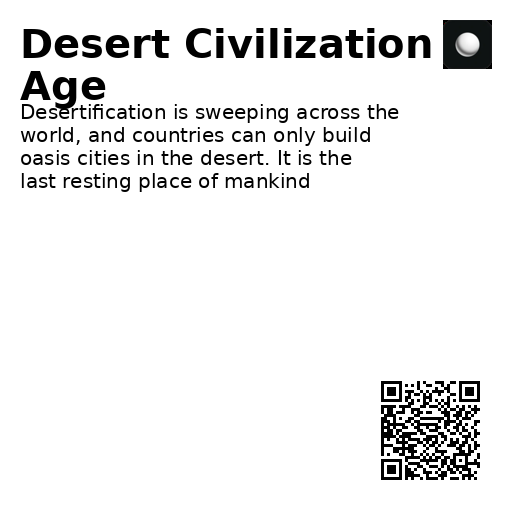 Desert Civilization
Age
Desertification is sweeping across the
world, and countries can only build
oasis cities in the desert. It is the
last resting place of mankind